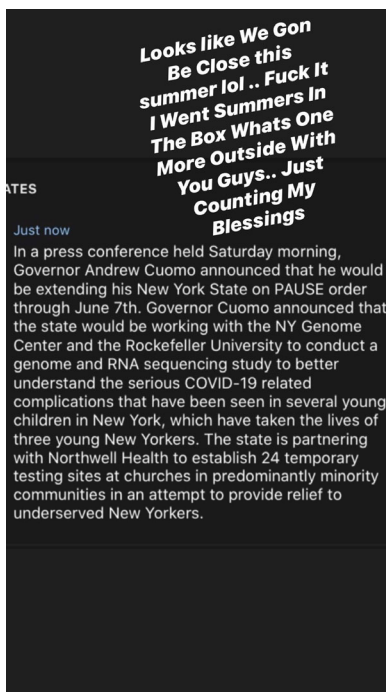 Looks like We Gon
Be Close this
summer lol .. Fuck It
I Went Summers In
The Box Whats One
More Outside With
You Guys.. Just
Counting My
Blessings
ATES
Just now
In a press conference held Saturday morning,
Governor Andrew Cuomo announced that he would
be extending his New York State on PAUSE order
through June 7th. Governor Cuomo announced that
the state would be working with the NY Genome
Center and the Rockefeller University to conduct a
genome and RNA sequencing study to better
understand the serious COVID-19 related
complications that have been seen in several young
children in New York, which have taken the lives of
three young New Yorkers. The state is partnering
with Northwell Health to establish 24 temporary
testing sites at churches in predominantly minority
communities in an attempt to provide relief to
underserved New Yorkers.